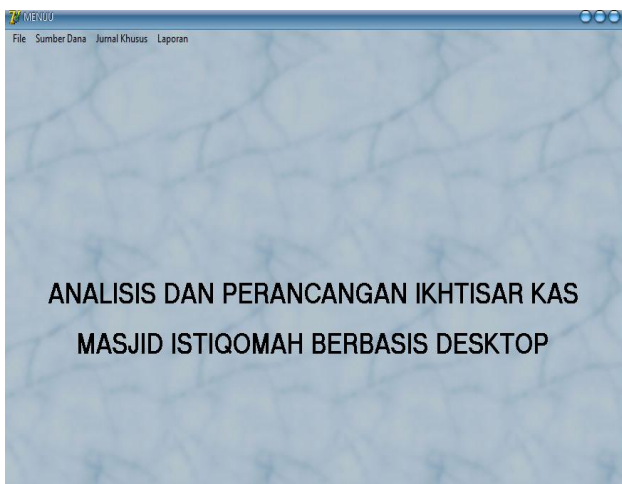 MENUU
File Sumber Dana Jurnal Khusus Laporan
ANALISIS DAN PERANCANGAN IKHTISAR KAS
MASJID ISTIQOMAH BERBASIS DESKTOP